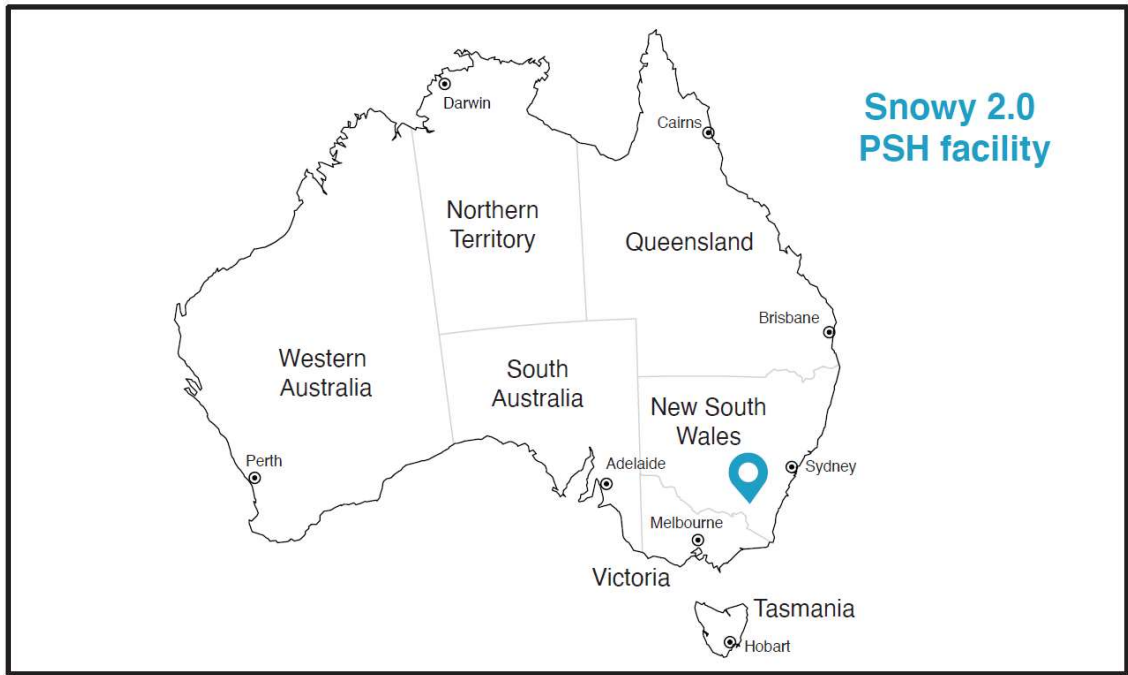 Snowy 2.0
PSH facility
Darwin
Cairns
Northern
Territory
Queensland
Brisbane
Western
Australia
South
Australia
New South
Wales
Perth
Adelaide
Sydney
Melbourne
Victoria
Tasmania
Hobart